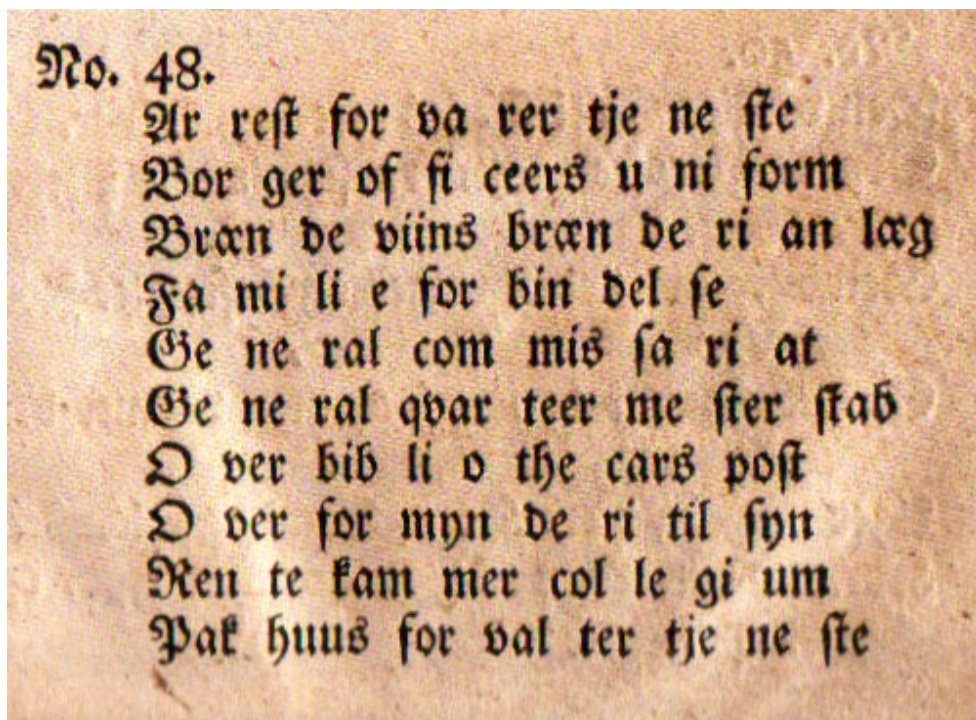 No. 48.
Ar reſt for va rer tje ne ſte
Bor ger of fi ceers u ni form
Bræn de viins bræn de ri an læg
Fa mi li e for bin del ſe
Ge ne ral com mis ſa ri at
Ge ne ral qvar teer me ſter ſkab
O ver bib li o the cars poſt
O ver for myn de ri til ſyn
Ren te kam mer col le gi um
Pak huus for val ter tje ne ſte